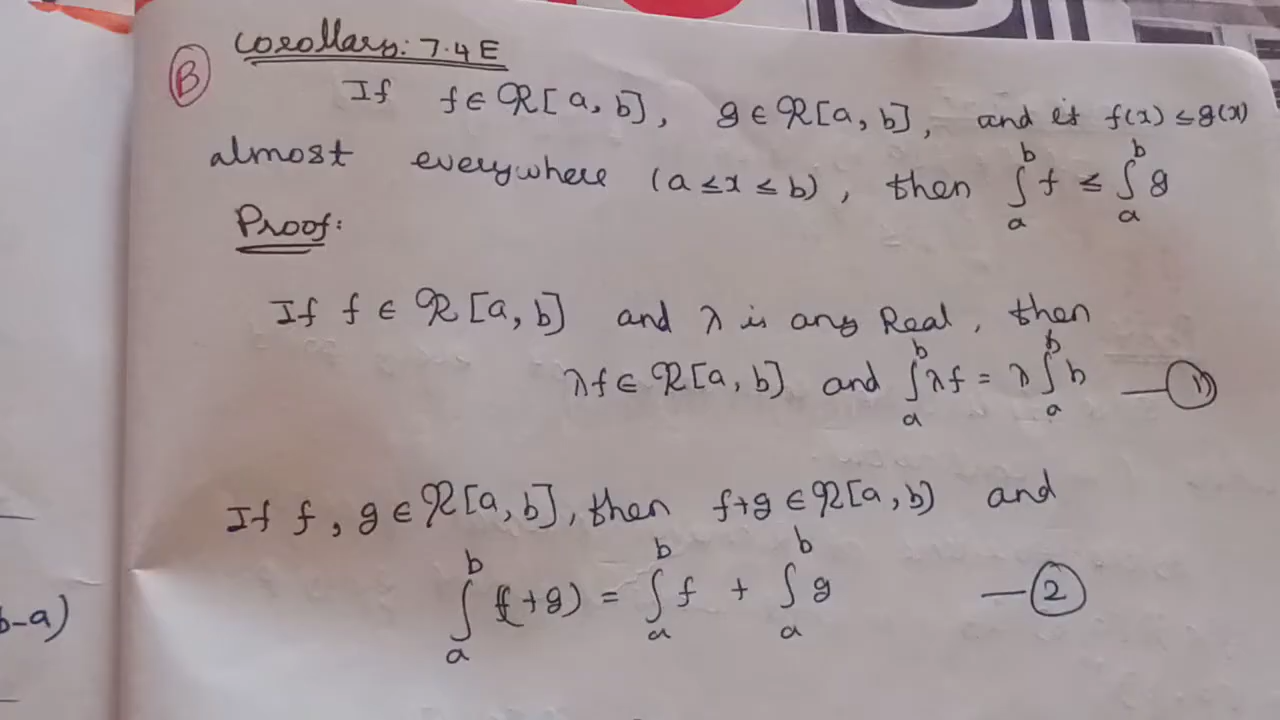 Corollary: 7.4 E
B
If f ∈ R[a, b], g ∈ R[a, b], and if f(x) ≤ g(x)
almost everywhere (a ≤ x ≤ b), then ∫_a^b f ≤ ∫_a^b g
Proof:
If f ∈ R[a, b] and λ is any Real, then
λf ∈ R[a, b] and ∫_a^b λf = λ ∫_a^b b —(1)
If f, g ∈ R[a, b], then f+g ∈ R[a, b) and
∫_a^b (f+g) = ∫_a^b f + ∫_a^b g —(2)
b-a)